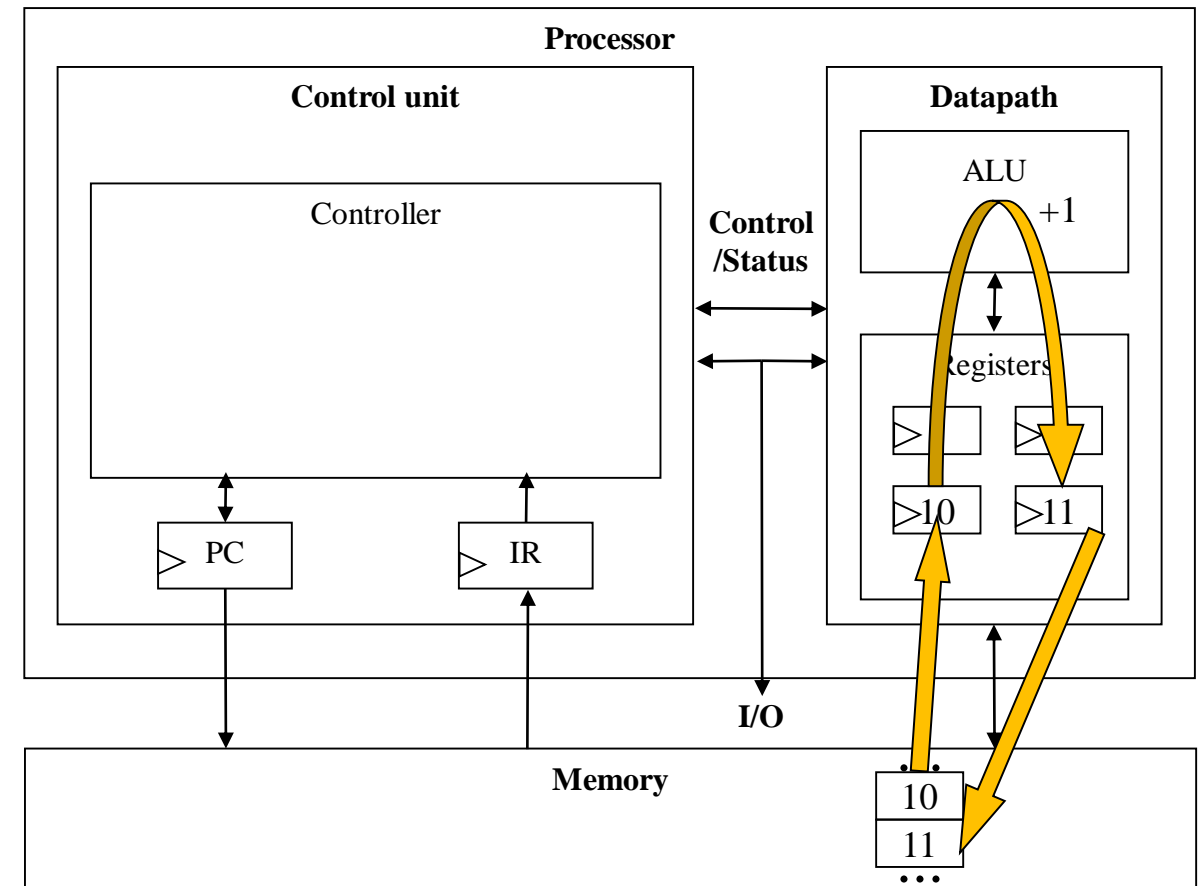 Processor
Control unit
Datapath
ALU
+1
Controller
Control
/Status
Registers
10
11
PC
IR
I/O
Memory
...
10
11
...